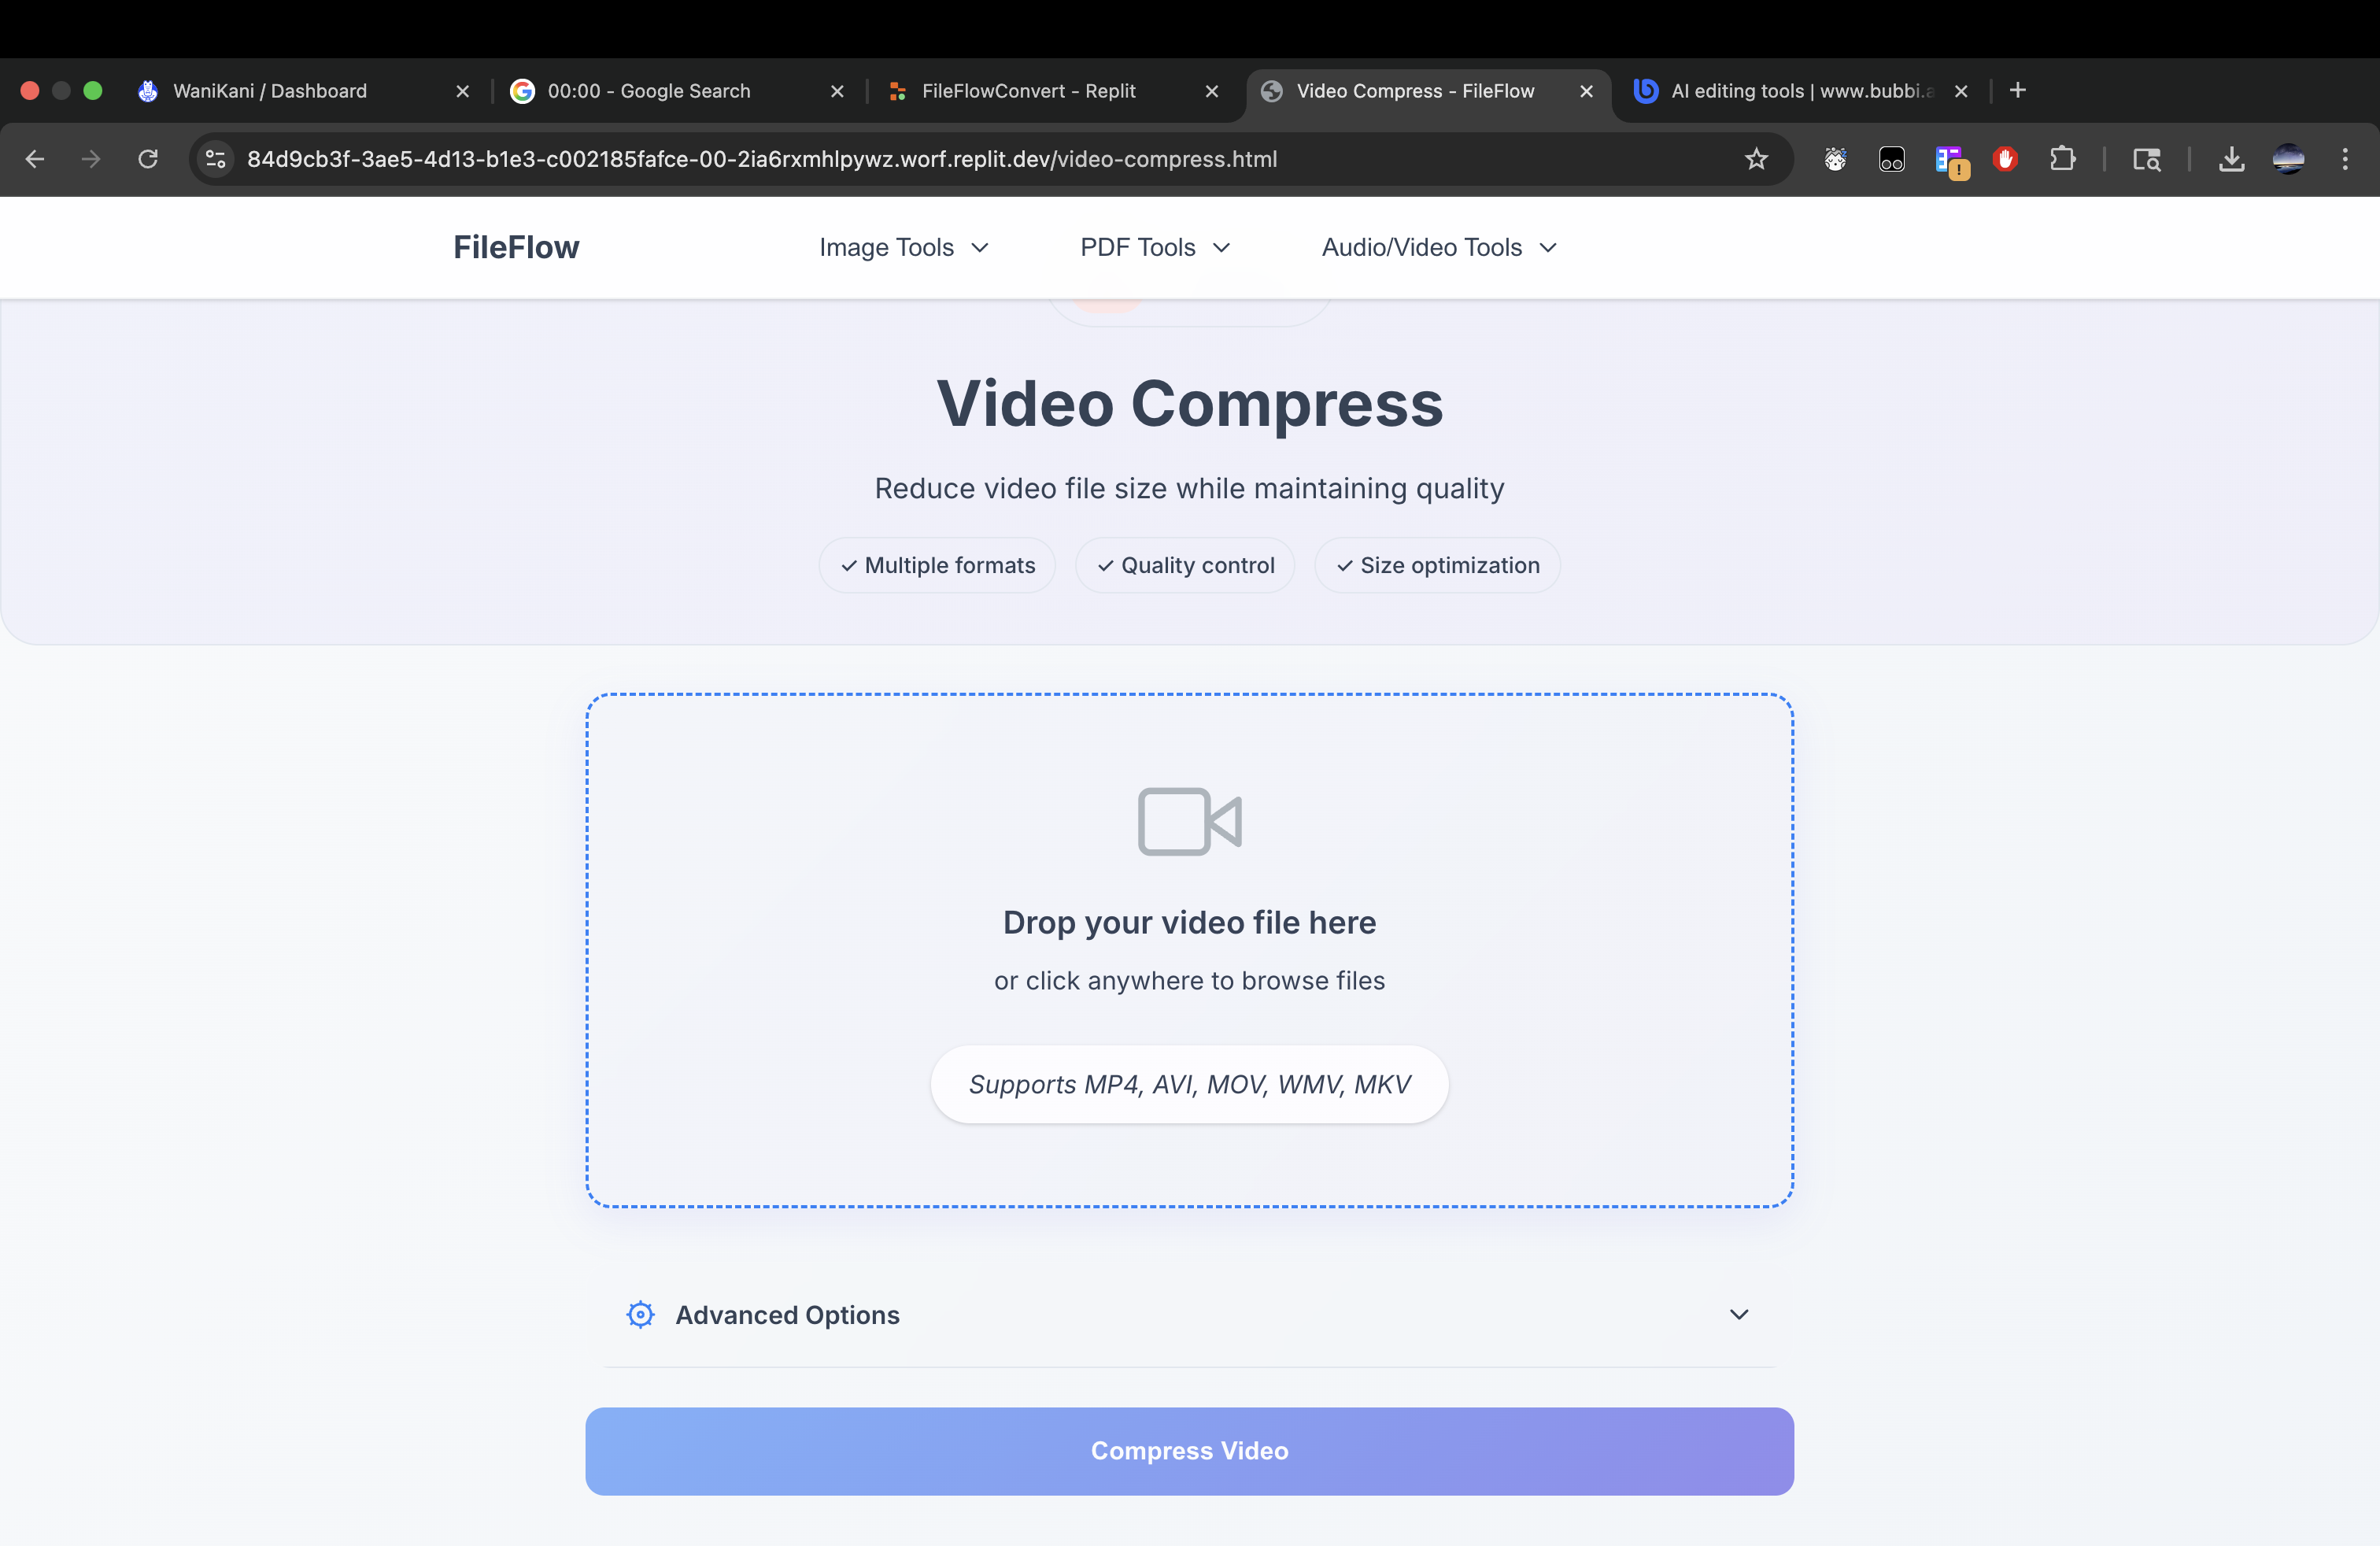 WaniKani / Dashboard
00:00 - Google Search
FileFlowConvert - Replit
Video Compress - FileFlow
AI editing tools | www.bubbi.a
84d9cb3f-3ae5-4d13-b1e3-c002185fafce-00-2ia6rxmhlpywz.worf.replit.dev/video-compress.html
FileFlow
Image Tools
PDF Tools
Audio/Video Tools
Video Compress
Reduce video file size while maintaining quality
✓ Multiple formats
✓ Quality control
✓ Size optimization
Drop your video file here
or click anywhere to browse files
Supports MP4, AVI, MOV, WMV, MKV
Advanced Options
Compress Video